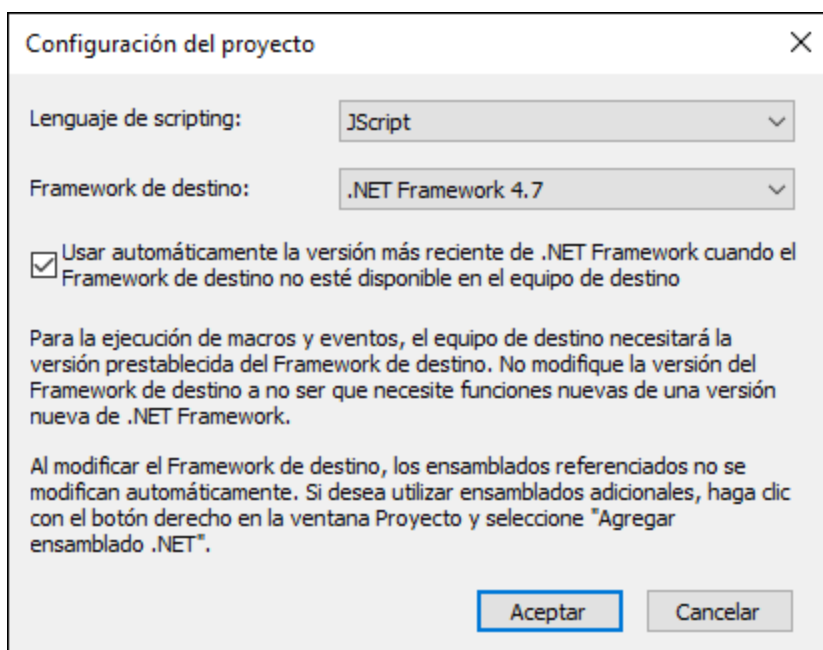 Configuración del proyecto
Lenguaje de scripting:
JScript
Framework de destino:
.NET Framework 4.7
Usar automáticamente la versión más reciente de .NET Framework cuando el
Framework de destino no esté disponible en el equipo de destino
Para la ejecución de macros y eventos, el equipo de destino necesitará la
versión prestablecida del Framework de destino. No modifique la versión del
Framework de destino a no ser que necesite funciones nuevas de una versión
nueva de .NET Framework.
Al modificar el Framework de destino, los ensamblados referenciados no se
modifican automáticamente. Si desea utilizar ensamblados adicionales, haga clic
con el botón derecho en la ventana Proyecto y seleccione "Agregar
ensamblado .NET".
Aceptar
Cancelar